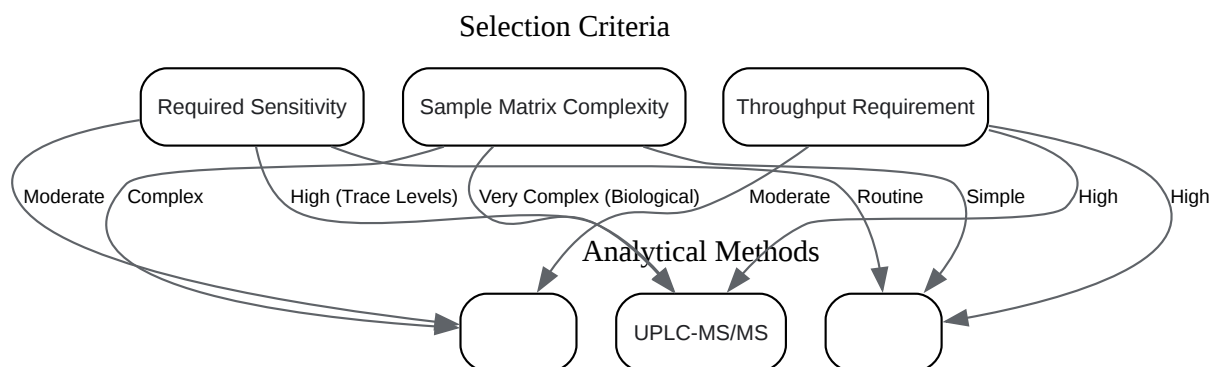 Selection Criteria
Required Sensitivity
Sample Matrix Complexity
Throughput Requirement
Moderate
Complex
High (Trace Levels)
Very Complex (Biological)
Moderate
Routine
Simple
High
High
Analytical Methods
UPLC-MS/MS